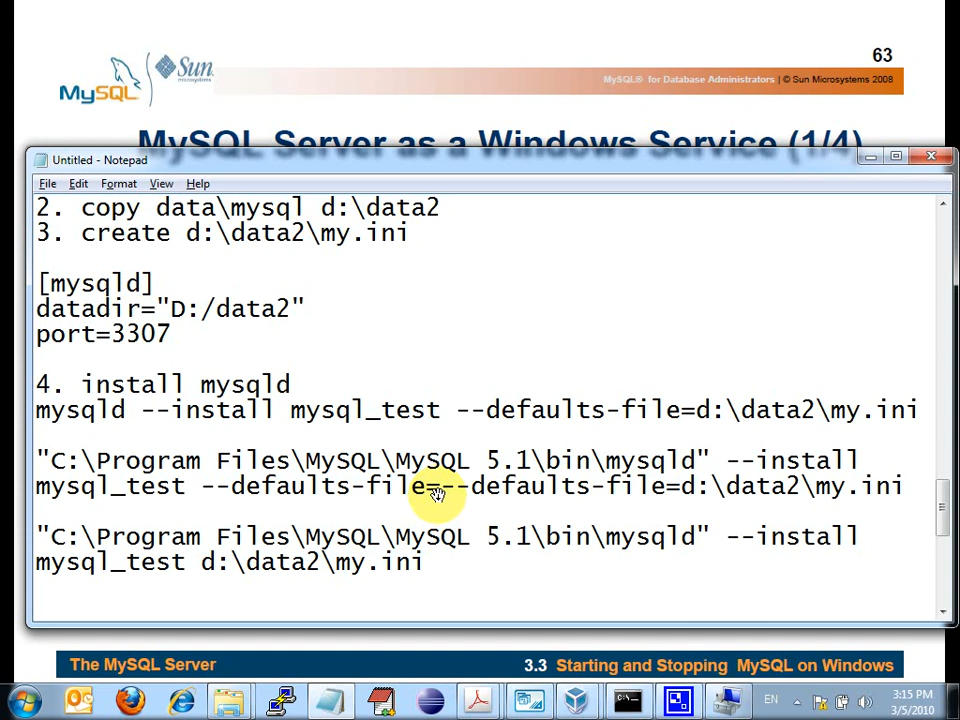 63
MySQL
Sun
microsystems
MySQL® for Database Administrators | © Sun Microsystems 2008
MySQL Server as a Windows Service (1/4)
Untitled - Notepad
File Edit Format View Help
2. copy data\mysql d:\data2
3. create d:\data2\my.ini
[mysqld]
datadir="D:/data2"
port=3307
4. install mysqld
mysqld --install mysql_test --defaults-file=d:\data2\my.ini
"C:\Program Files\MySQL\MySQL 5.1\bin\mysqld" --install
mysql_test --defaults-file=--defaults-file=d:\data2\my.ini
"C:\Program Files\MySQL\MySQL 5.1\bin\mysqld" --install
mysql_test d:\data2\my.ini
The MySQL Server
3.3 Starting and Stopping MySQL on Windows
EN
3:15 PM
3/5/2010